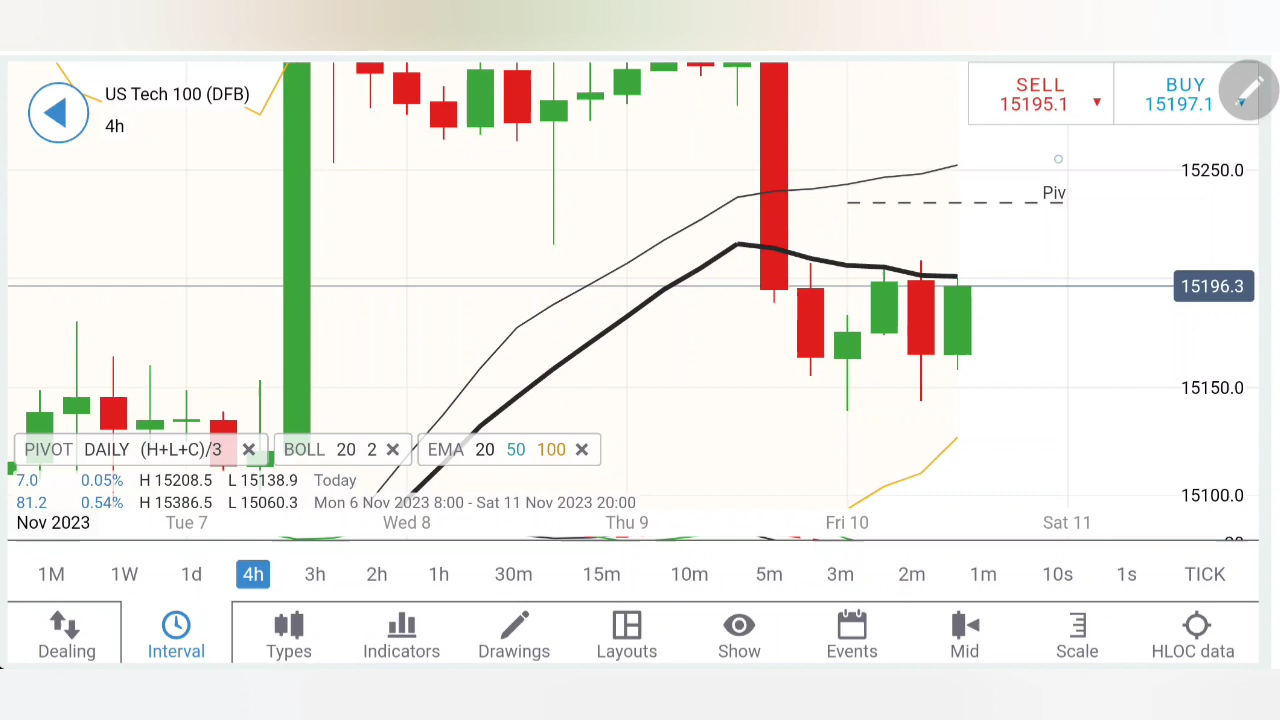 US Tech 100 (DFB)
4h
SELL
15195.1
BUY
15197.1
15250.0
Piv
15196.3
15150.0
15100.0
PIVOT DAILY (H+L+C)/3 BOLL 20 2 EMA 20 50 100
7.0 0.05% H 15208.5 L 15138.9 Today
81.2 0.54% H 15386.5 L 15060.3 Mon 6 Nov 2023 8:00 - Sat 11 Nov 2023 20:00
Nov 2023 Tue 7 Wed 8 Thu 9 Fri 10 Sat 11
1M 1W 1d 4h 3h 2h 1h 30m 15m 10m 5m 3m 2m 1m 10s 1s TICK
Dealing Interval Types Indicators Drawings Layouts Show Events Mid Scale HLOC data